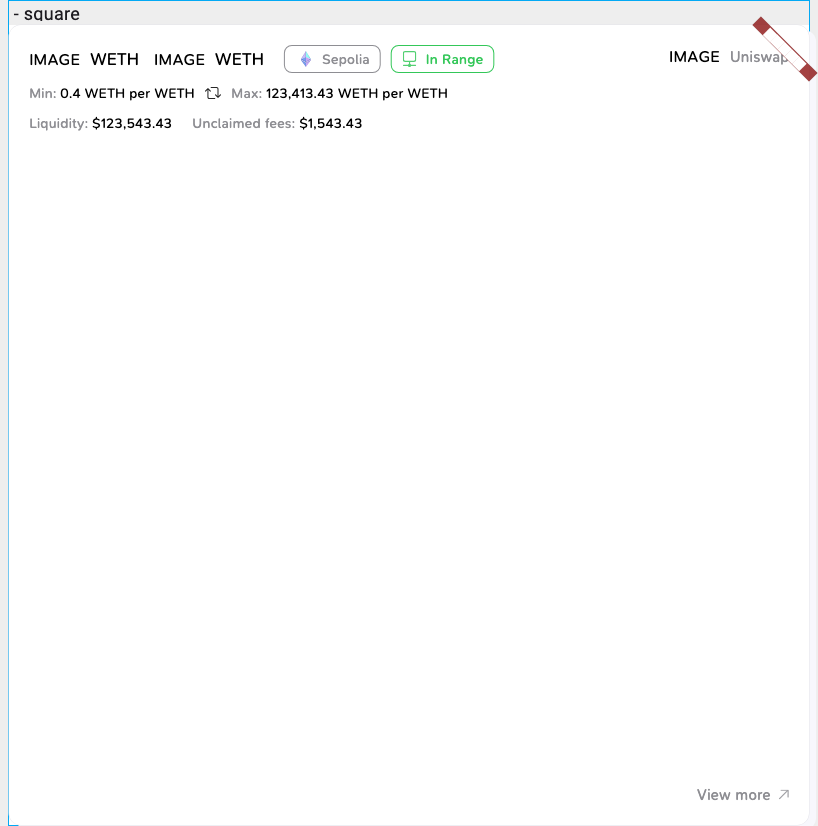 - square
IMAGE WETH IMAGE WETH Sepolia In Range IMAGE Uniswap
Min: 0.4 WETH per WETH Max: 123,413.43 WETH per WETH
Liquidity: $123,543.43 Unclaimed fees: $1,543.43
View more